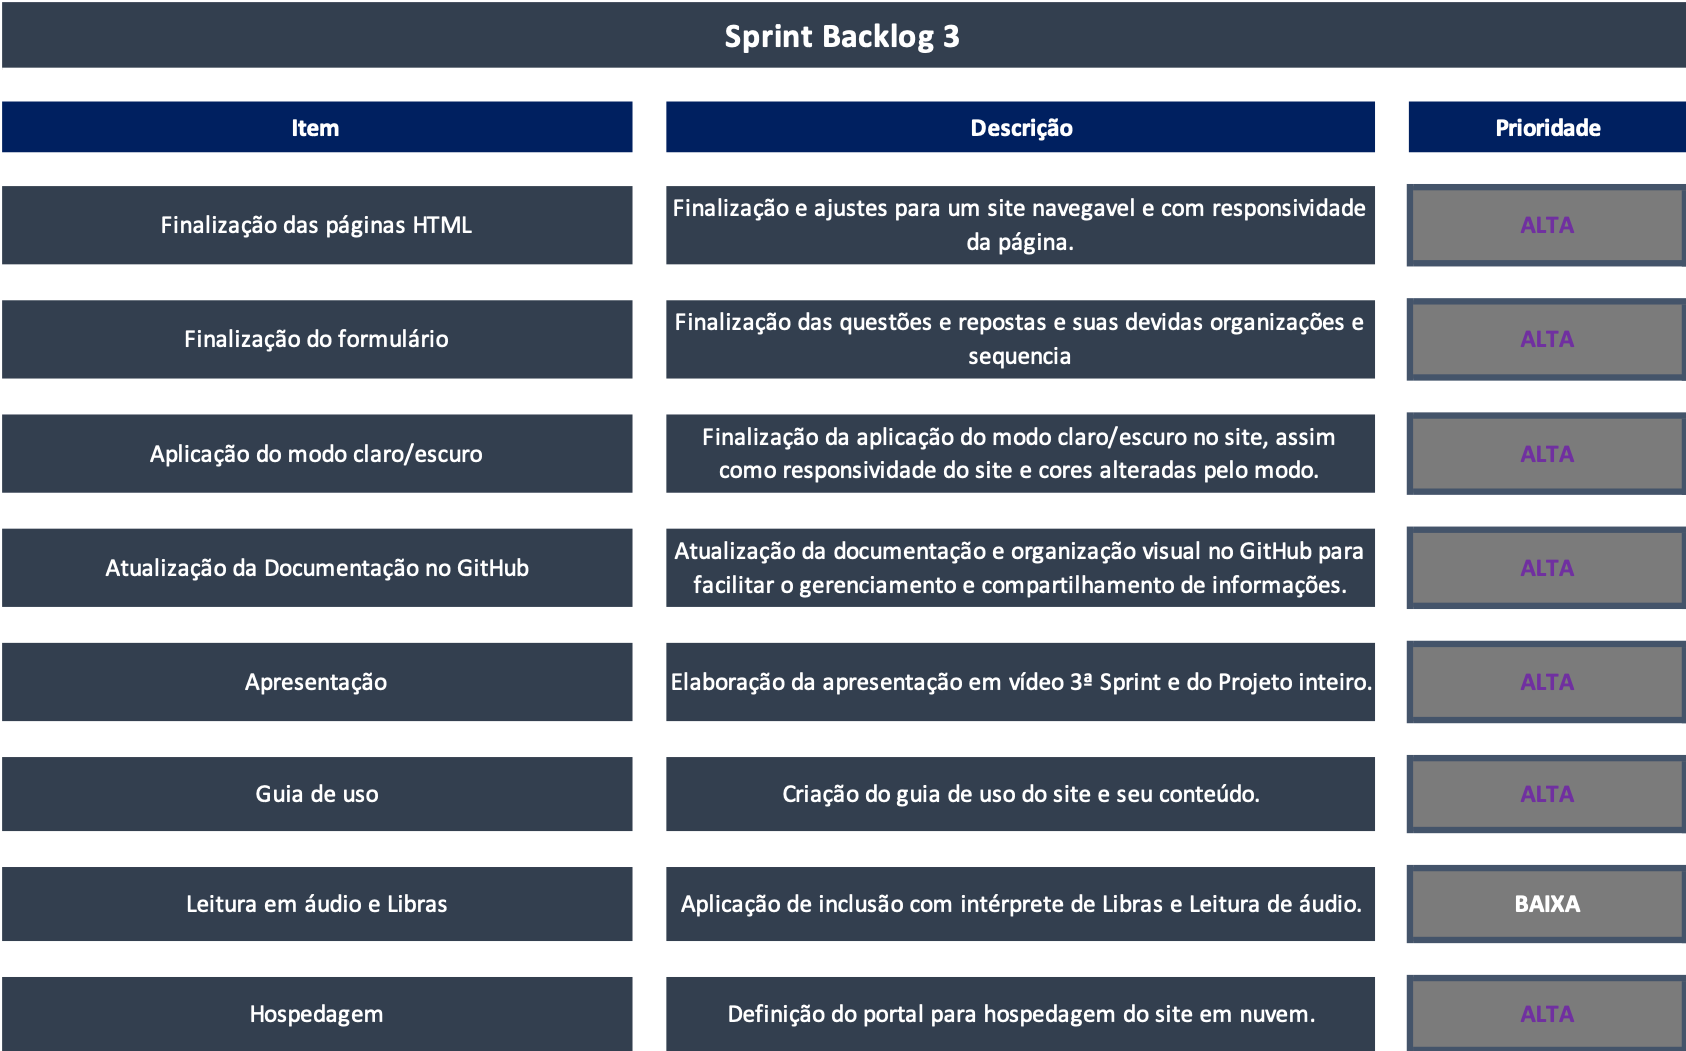 Sprint Backlog 3
Item Descrição Prioridade
Finalização das páginas HTML
Finalização e ajustes para um site navegavel e com responsividade
da página.
ALTA
Finalização do formulário
Finalização das questões e repostas e suas devidas organizações e
sequencia
ALTA
Aplicação do modo claro/escuro
Finalização da aplicação do modo claro/escuro no site, assim
como responsividade do site e cores alteradas pelo modo.
ALTA
Atualização da Documentação no GitHub
Atualização da documentação e organização visual no GitHub para
facilitar o gerenciamento e compartilhamento de informações.
ALTA
Apresentação
Elaboração da apresentação em vídeo 3ª Sprint e do Projeto inteiro.
ALTA
Guia de uso
Criação do guia de uso do site e seu conteúdo.
ALTA
Leitura em áudio e Libras
Aplicação de inclusão com intérprete de Libras e Leitura de áudio.
BAIXA
Hospedagem
Definição do portal para hospedagem do site em nuvem.
ALTA